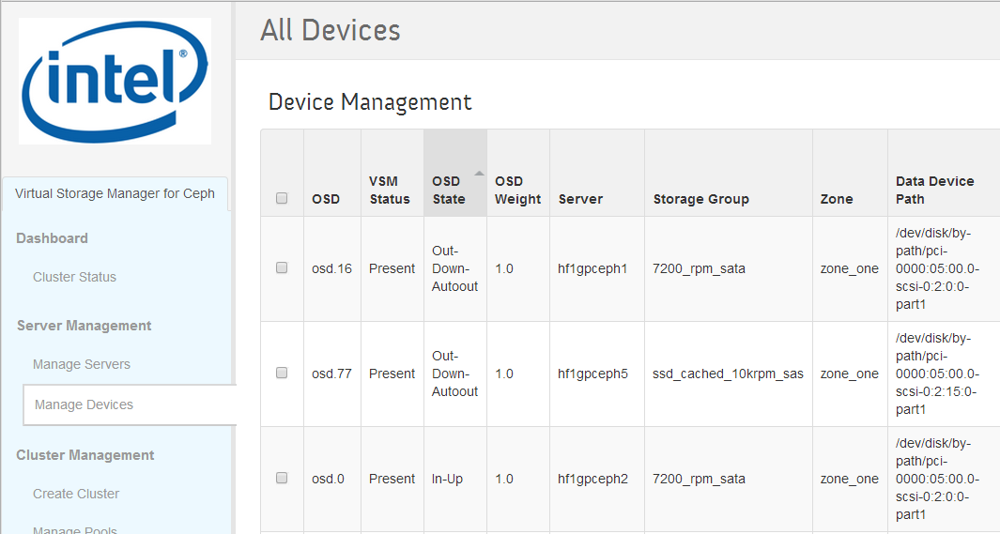 intel®
Virtual Storage Manager for Ceph
Dashboard
Cluster Status
Server Management
Manage Servers
Manage Devices
Cluster Management
Create Cluster
Manage Pools
All Devices
Device Management
OSD
VSM
Status
OSD
State
OSD
Weight
Server
Storage Group
Zone
Data Device
Path
osd.16
Present
Out-
Down-
Autoout
1.0
hf1gpceph1
7200_rpm_sata
zone_one
/dev/disk/by-
path/pci-
0000:05:00.0-
scsi-0:2:0:0-
part1
osd.77
Present
Out-
Down-
Autoout
1.0
hf1gpceph5
ssd_cached_10krpm_sas
zone_one
/dev/disk/by-
path/pci-
0000:05:00.0-
scsi-0:2:15:0-
part1
osd.0
Present
In-Up
1.0
hf1gpceph2
7200_rpm_sata
zone_one
/dev/disk/by-
path/pci-
0000:05:00.0-
scsi-0:2:0:0-
part1